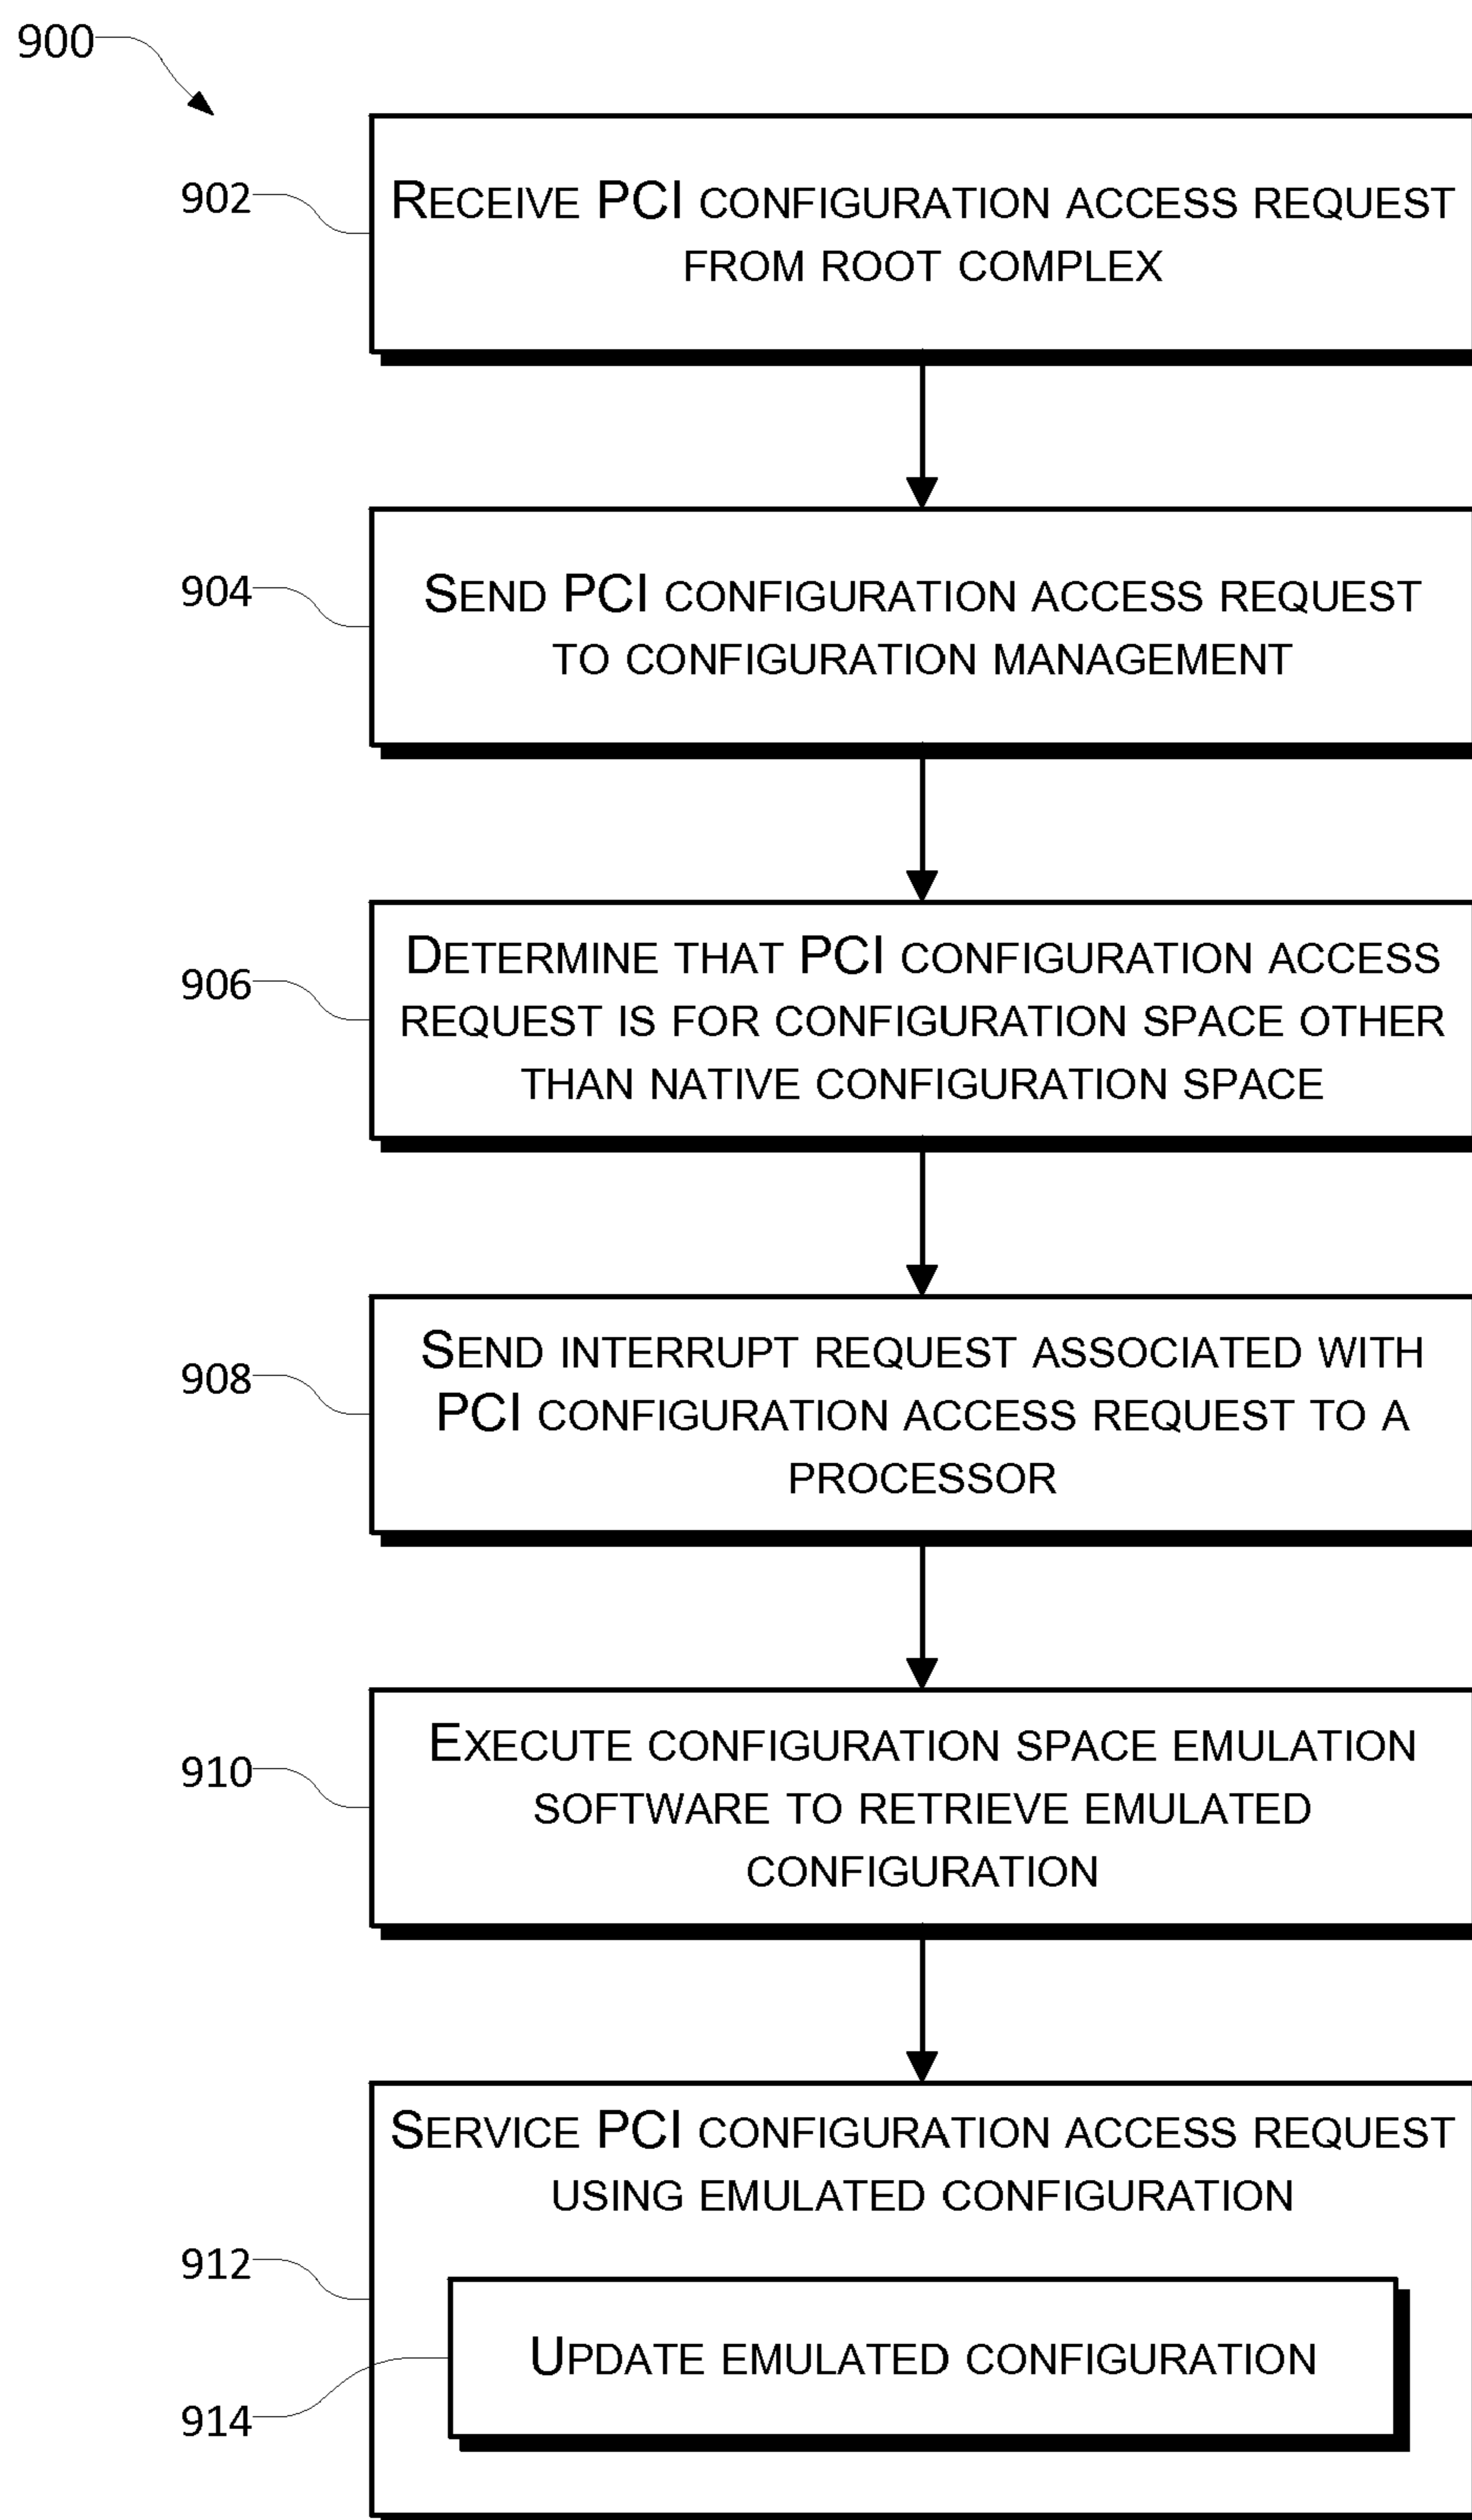 900
902
RECEIVE PCI CONFIGURATION ACCESS REQUEST
FROM ROOT COMPLEX
904
SEND PCI CONFIGURATION ACCESS REQUEST
TO CONFIGURATION MANAGEMENT
906
DETERMINE THAT PCI CONFIGURATION ACCESS
REQUEST IS FOR CONFIGURATION SPACE OTHER
THAN NATIVE CONFIGURATION SPACE
908
SEND INTERRUPT REQUEST ASSOCIATED WITH
PCI CONFIGURATION ACCESS REQUEST TO A
PROCESSOR
910
EXECUTE CONFIGURATION SPACE EMULATION
SOFTWARE TO RETRIEVE EMULATED
CONFIGURATION
912
SERVICE PCI CONFIGURATION ACCESS REQUEST
USING EMULATED CONFIGURATION
914
UPDATE EMULATED CONFIGURATION